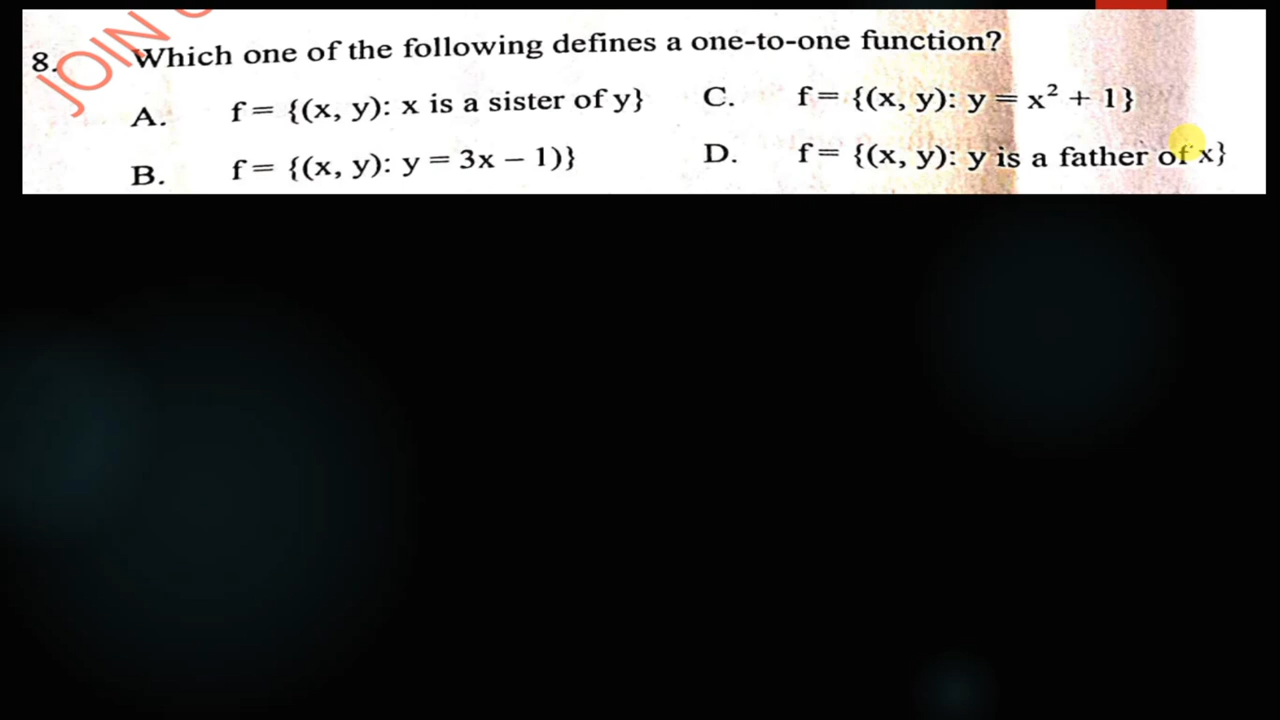 JOIN
8. Which one of the following defines a one-to-one function?
A. f = {(x, y): x is a sister of y} C. f = {(x, y): y = x² + 1}
B. f = {(x, y): y = 3x – 1)} D. f = {(x, y): y is a father of x}